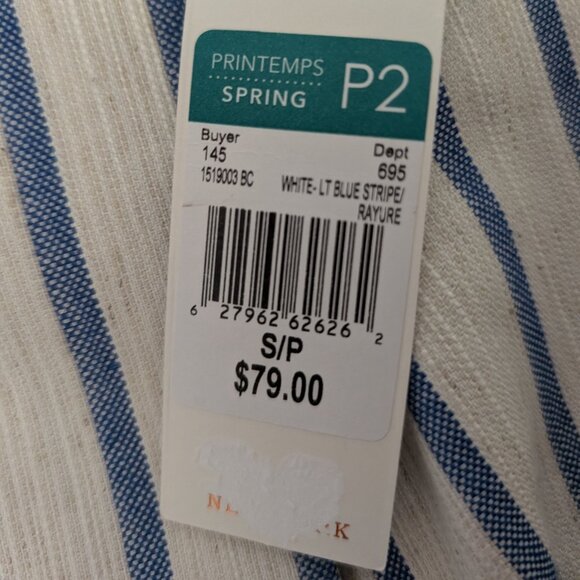 PRINTEMPS
SPRING
P2
Buyer
145
Dept
695
1519003 BC
WHITE- LT BLUE STRIPE/
RAYURE
6 27962 62626 2
S/P
$79.00